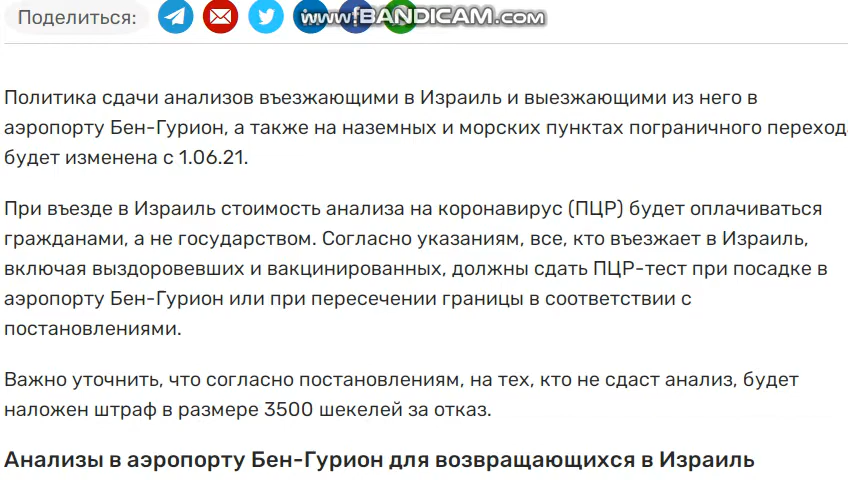 Поделиться:
www.BANDICAM.com
Политика сдачи анализов въезжающими в Израиль и выезжающими из него в
аэропорту Бен-Гурион, а также на наземных и морских пунктах пограничного переход
будет изменена с 1.06.21.
При въезде в Израиль стоимость анализа на коронавирус (ПЦР) будет оплачиваться
гражданами, а не государством. Согласно указаниям, все, кто въезжает в Израиль,
включая выздоровевших и вакцинированных, должны сдать ПЦР-тест при посадке в
аэропорту Бен-Гурион или при пересечении границы в соответствии с
постановлениями.
Важно уточнить, что согласно постановлениям, на тех, кто не сдаст анализ, будет
наложен штраф в размере 3500 шекелей за отказ.
Анализы в аэропорту Бен-Гурион для возвращающихся в Израиль